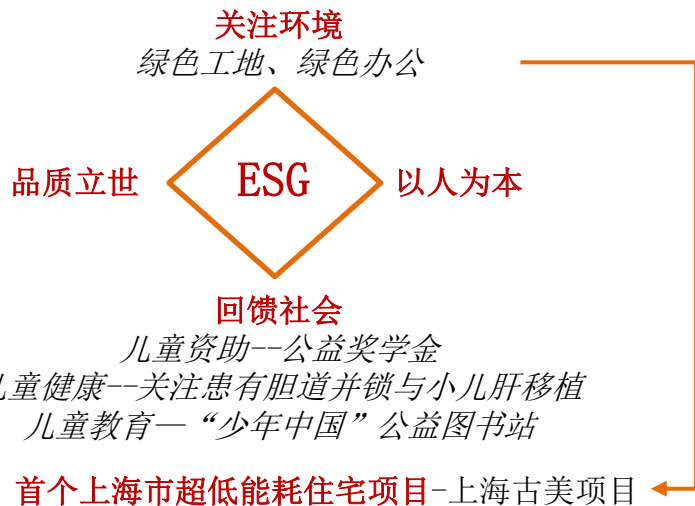 关注环境
绿色工地、绿色办公
品质立世
ESG
以人为本
回馈社会
儿童资助--公益奖学金
儿童健康--关注患有胆道并锁与小儿肝移植
儿童教育—“少年中国”公益图书站
首个上海市超低能耗住宅项目-上海古美项目